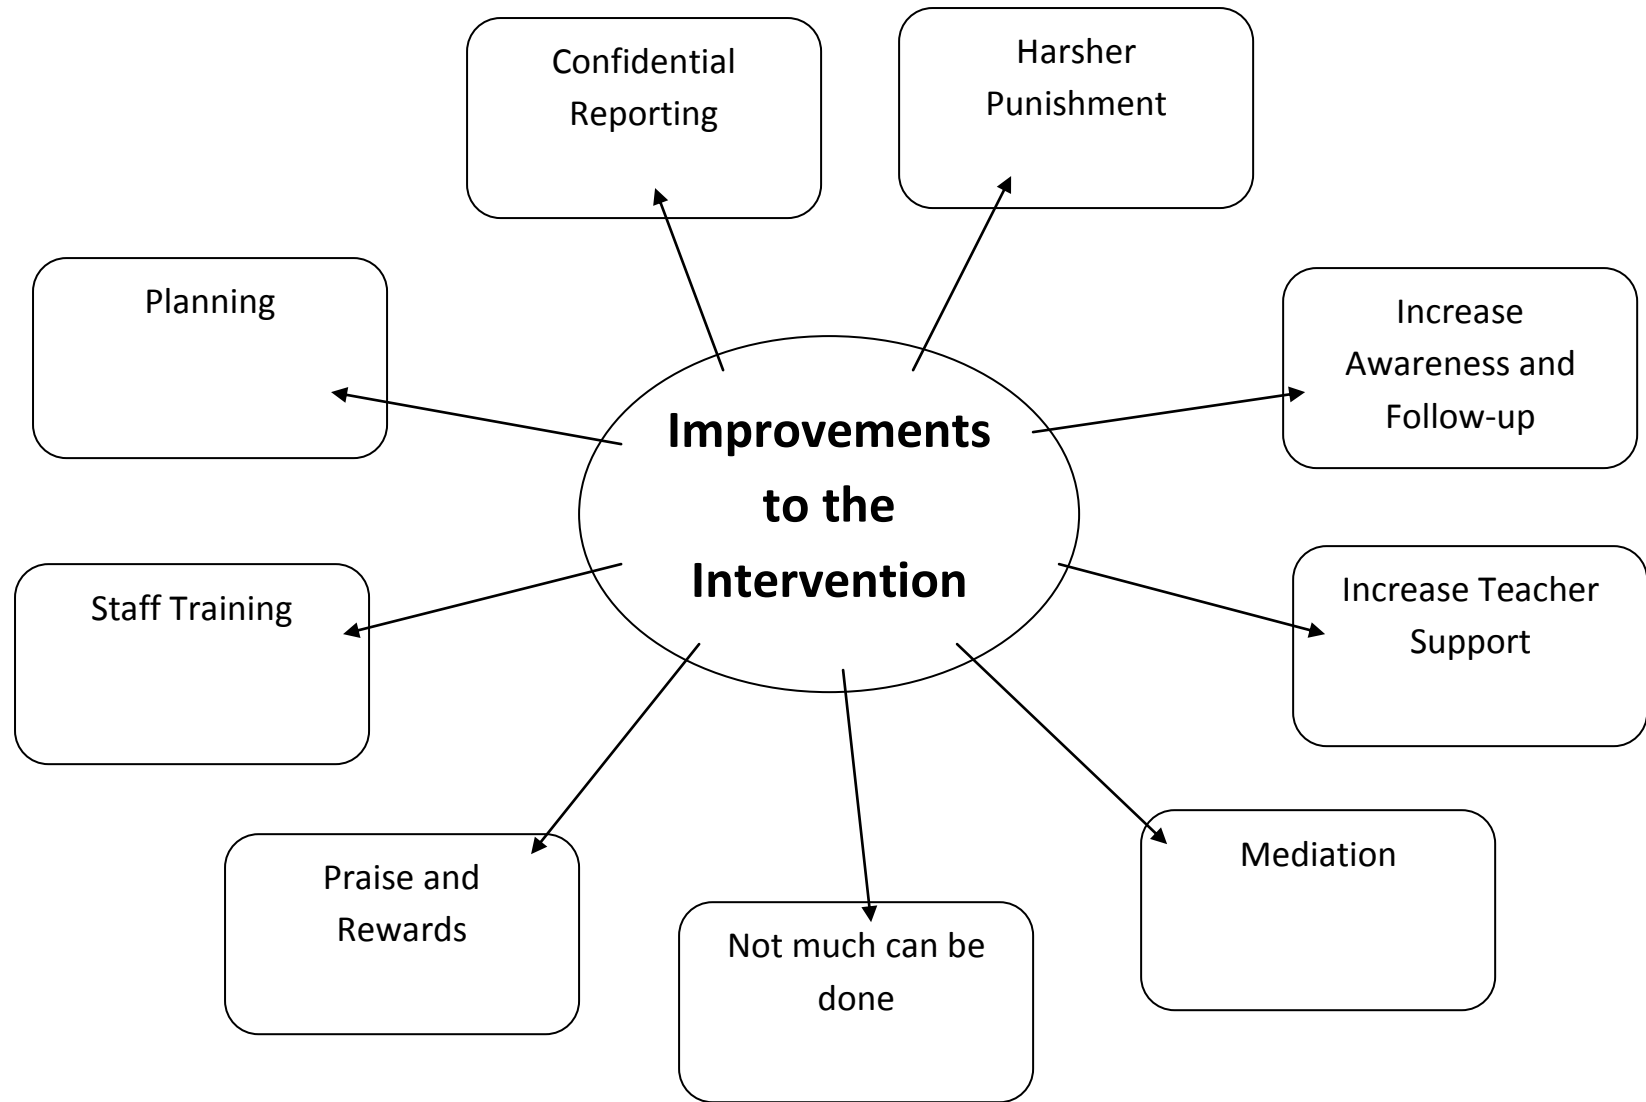 Confidential
Reporting
Harsher
Punishment
Planning
Increase
Awareness and
Follow-up
Improvements
to the
Intervention
Staff Training
Increase Teacher
Support
Praise and
Rewards
Not much can be
done
Mediation